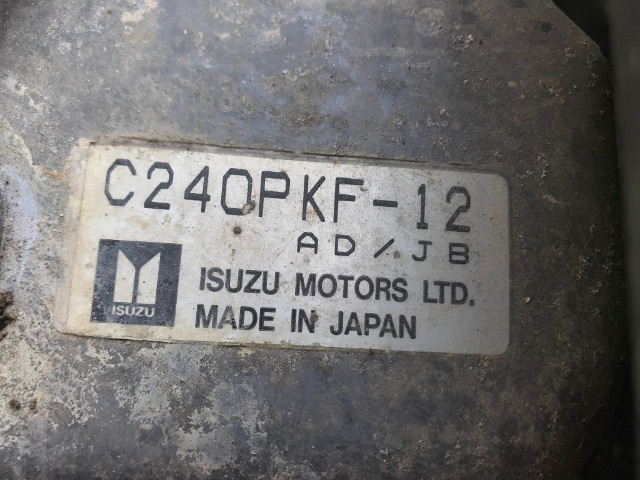 C240PKF-12
AD/JB
ISUZU
ISUZU MOTORS LTD.
MADE IN JAPAN